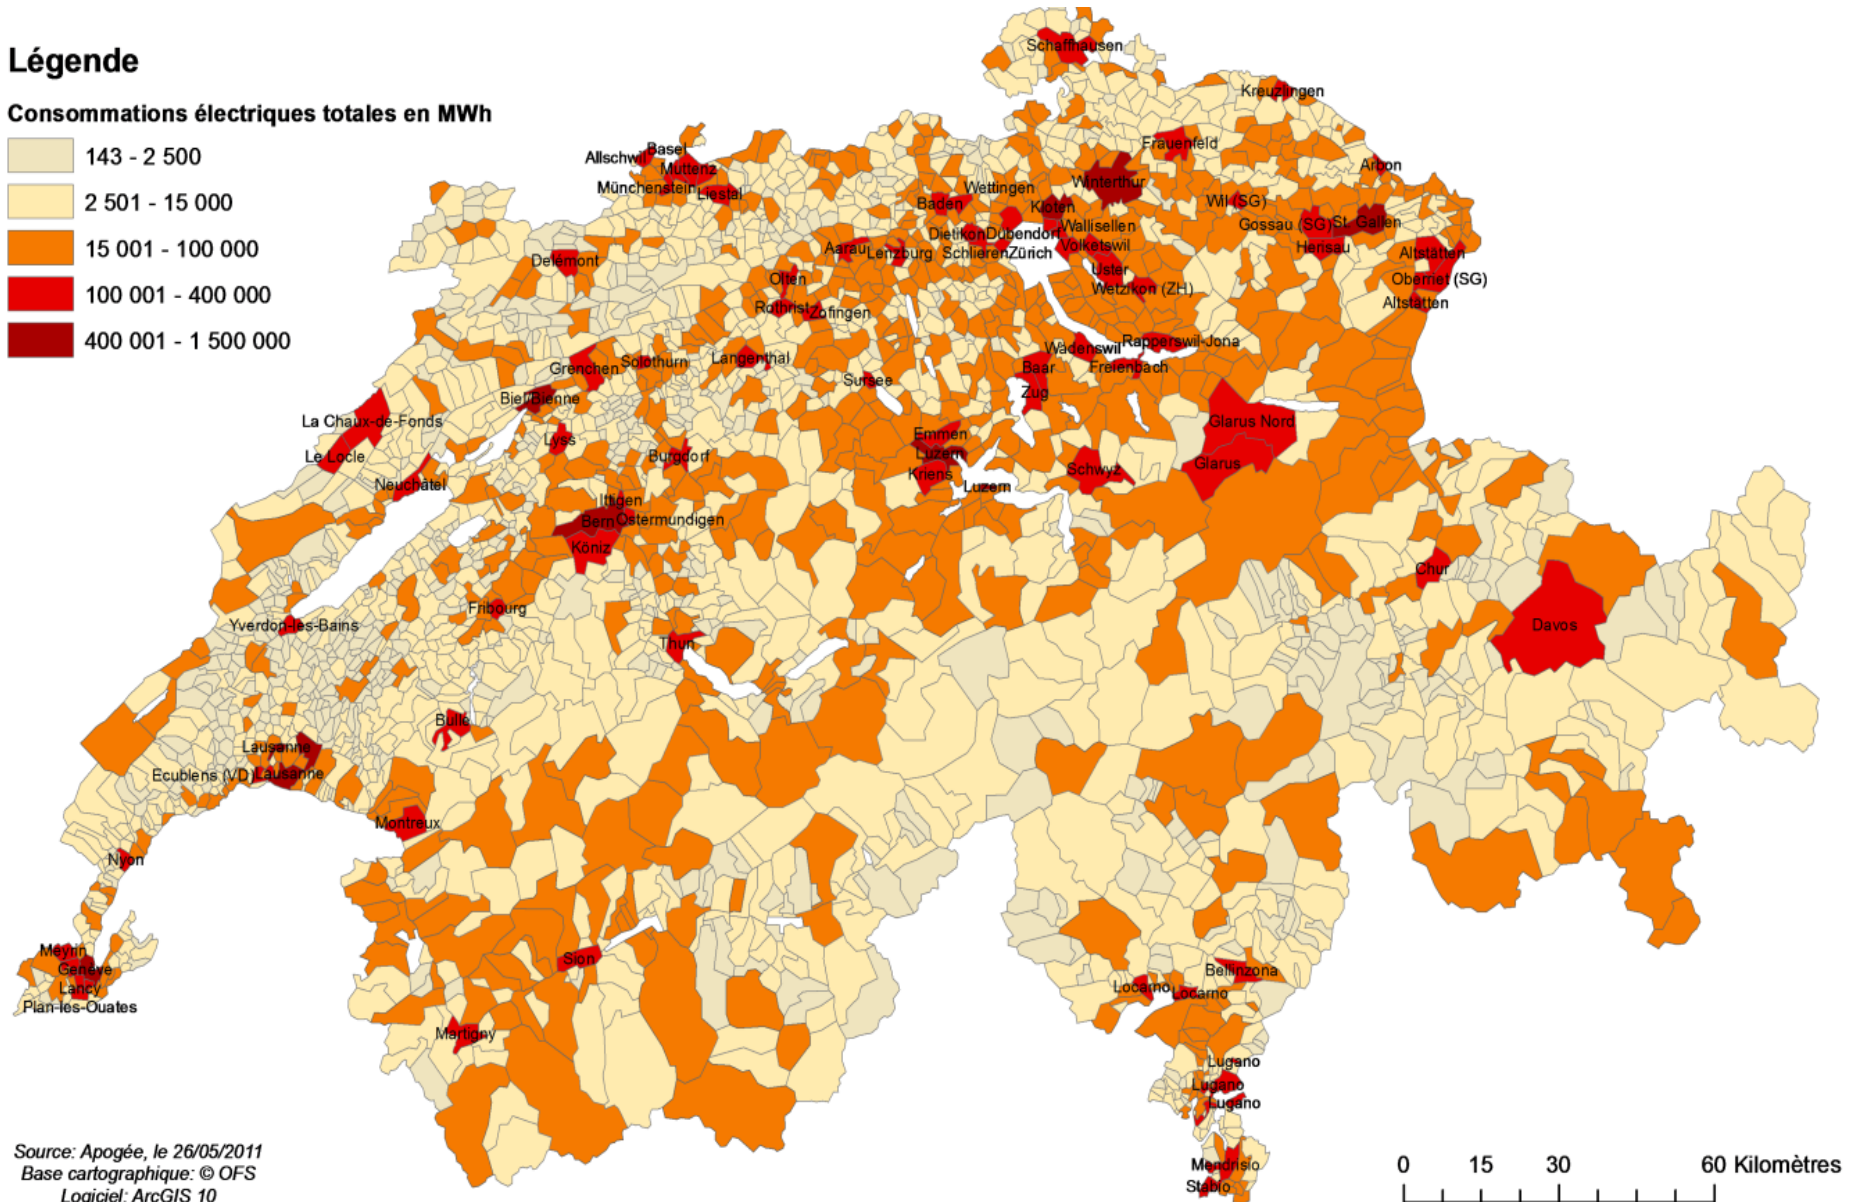 Légende
Consommations électriques totales en MWh
143 - 2 500
2 501 - 15 000
15 001 - 100 000
100 001 - 400 000
400 001 - 1 500 000
Schaffhausen
Kreuzlingen
Frauenfeld
Basel
Allschwil
Muttenz
Arbon
Münchenstein
Liestal
Winterthur
Wettingen
Baden
Kloten
Wil (SG)
Gossau (SG)
St. Gallen
Walliselen
Dietikon
Dübendorf
Volketswil
Herisau
Altstätten
Aarau
Lenzburg
Schlieren
Zürich
Delémont
Uster
Obernet (SG)
Olten
Wetzikon (ZH)
Altstätten
Rothrist
Zofingen
Wädenswil
Rapperswil-Jona
Grenchen
Solothurn
Langenthal
Freienbach
Baar
Sursee
Zug
Biel/Bienne
La Chaux-de-Fonds
Glarus Nord
Lyss
Emmen
Le Locle
Burgdorf
Luzern
Glarus
Schwyz
Kriens
Neuchâtel
Luzern
Ittigen
Bern
Ostermundigen
Köniz
Chur
Fribourg
Yverdon-les-Bains
Davos
Thun
Bulle
Lausanne
Ecublens (VD)
Lausanne
Montreux
Nyon
Meyrin
Genève
Lancy
Plan-les-Ouates
Sion
Bellinzona
Locarno
Locarno
Martigny
Lugano
Lugano
Lugano
Mendrisio
Stabio
Source: Apogée, le 26/05/2011
Base cartographique: © OFS
Logiciel: ArcGIS 10
0 15 30 60 Kilomètres